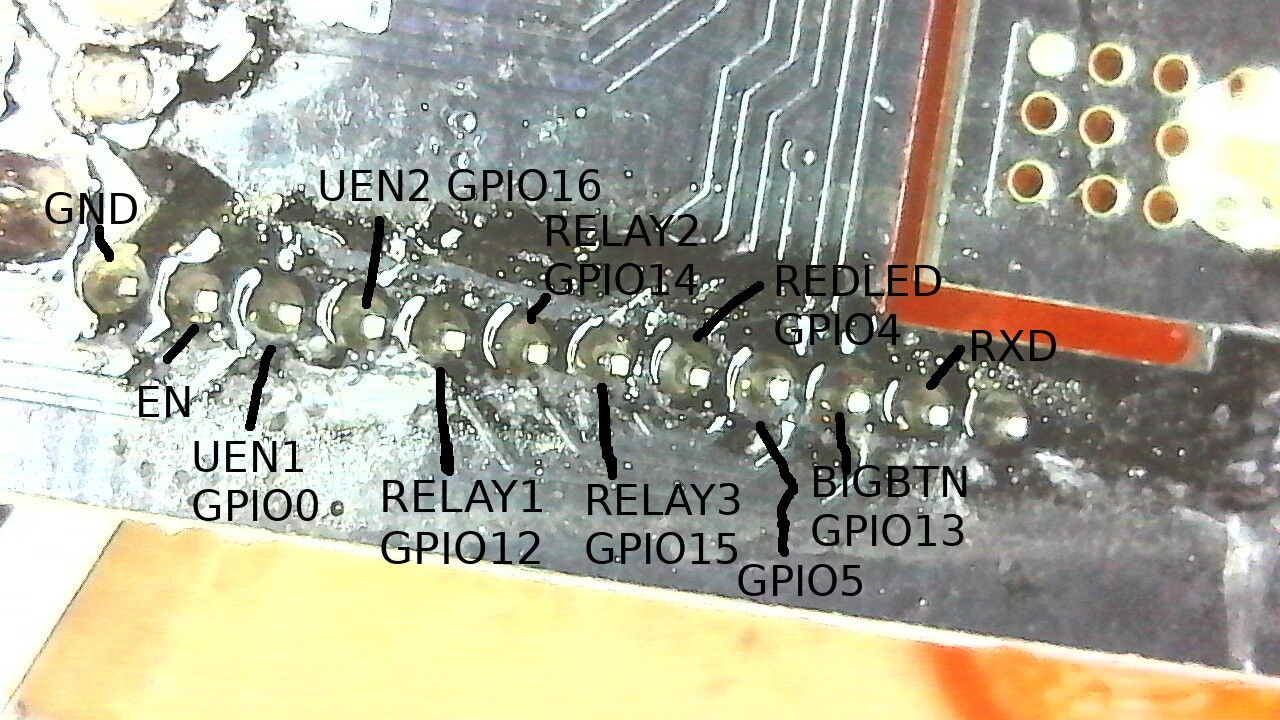 GND
UEN2 GPIO16
RELAY2
GPIO14
REDLED
GPIO4
RXD
EN
UEN1
GPIO0
RELAY1
GPIO12
RELAY3
GPIO15
BIGBTN
GPIO13
GPIO5